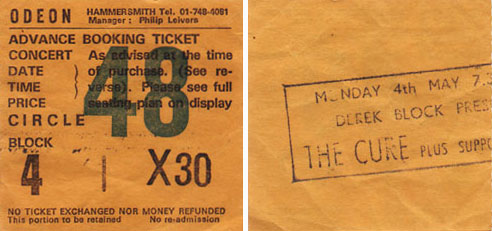 ODEON HAMMERSMITH Tel. 01-748-4081
Manager: Philip Leivers
ADVANCE BOOKING TICKET
CONCERT As advised at the time
DATE } of purchase. (See re-
TIME } verse). Please see full
PRICE seating plan on display
CIRCLE
48
BLOCK
4 X30
NO TICKET EXCHANGED NOR MONEY REFUNDED
This portion to be retained No re-admission
MONDAY 4th MAY 7.3
DEREK BLOCK PRES
THE CURE PLUS SUPPO